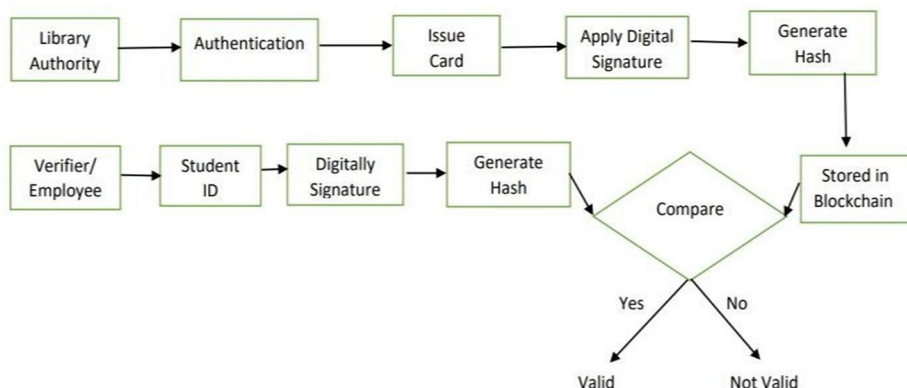 Library
Authority
Authentication
Issue
Card
Apply Digital
Signature
Generate
Hash
Verifier/
Employee
Student
ID
Digitally
Signature
Generate
Hash
Compare
Stored in
Blockchain
Yes
No
Valid
Not Valid